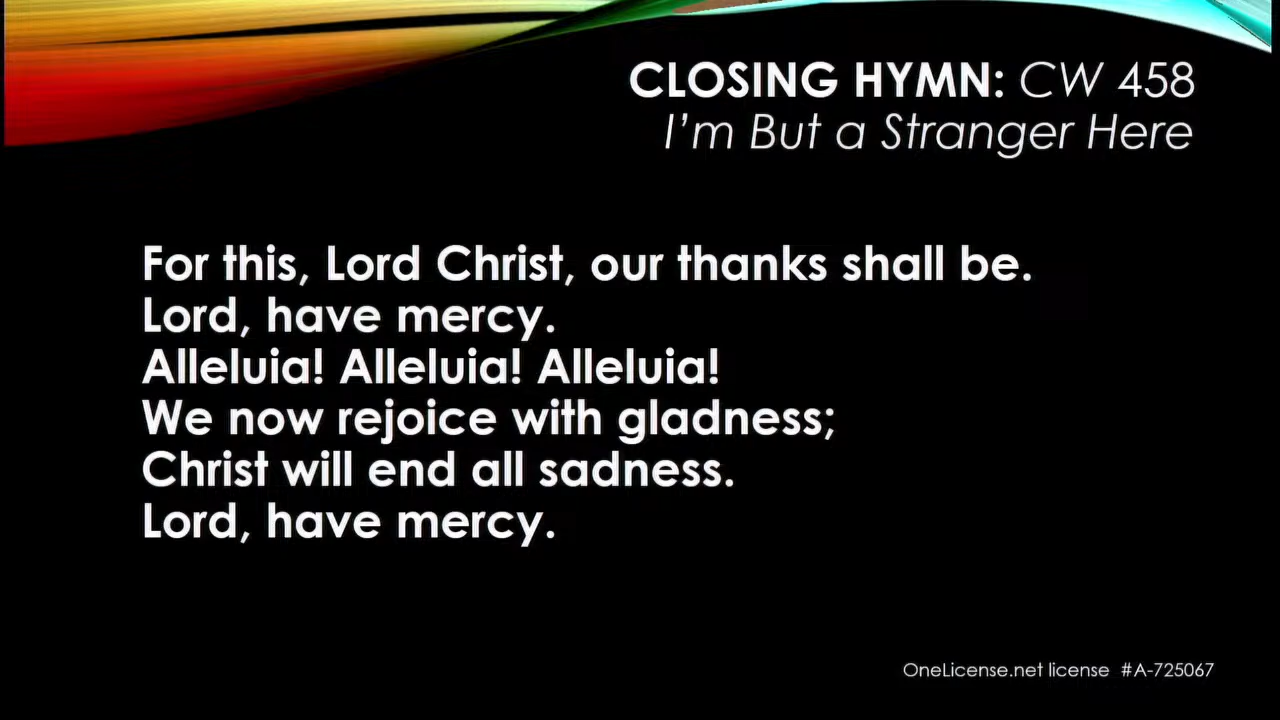 CLOSING HYMN: CW 458
I’m But a Stranger Here
For this, Lord Christ, our thanks shall be.
Lord, have mercy.
Alleluia! Alleluia! Alleluia!
We now rejoice with gladness;
Christ will end all sadness.
Lord, have mercy.
OneLicense.net license #A-725067